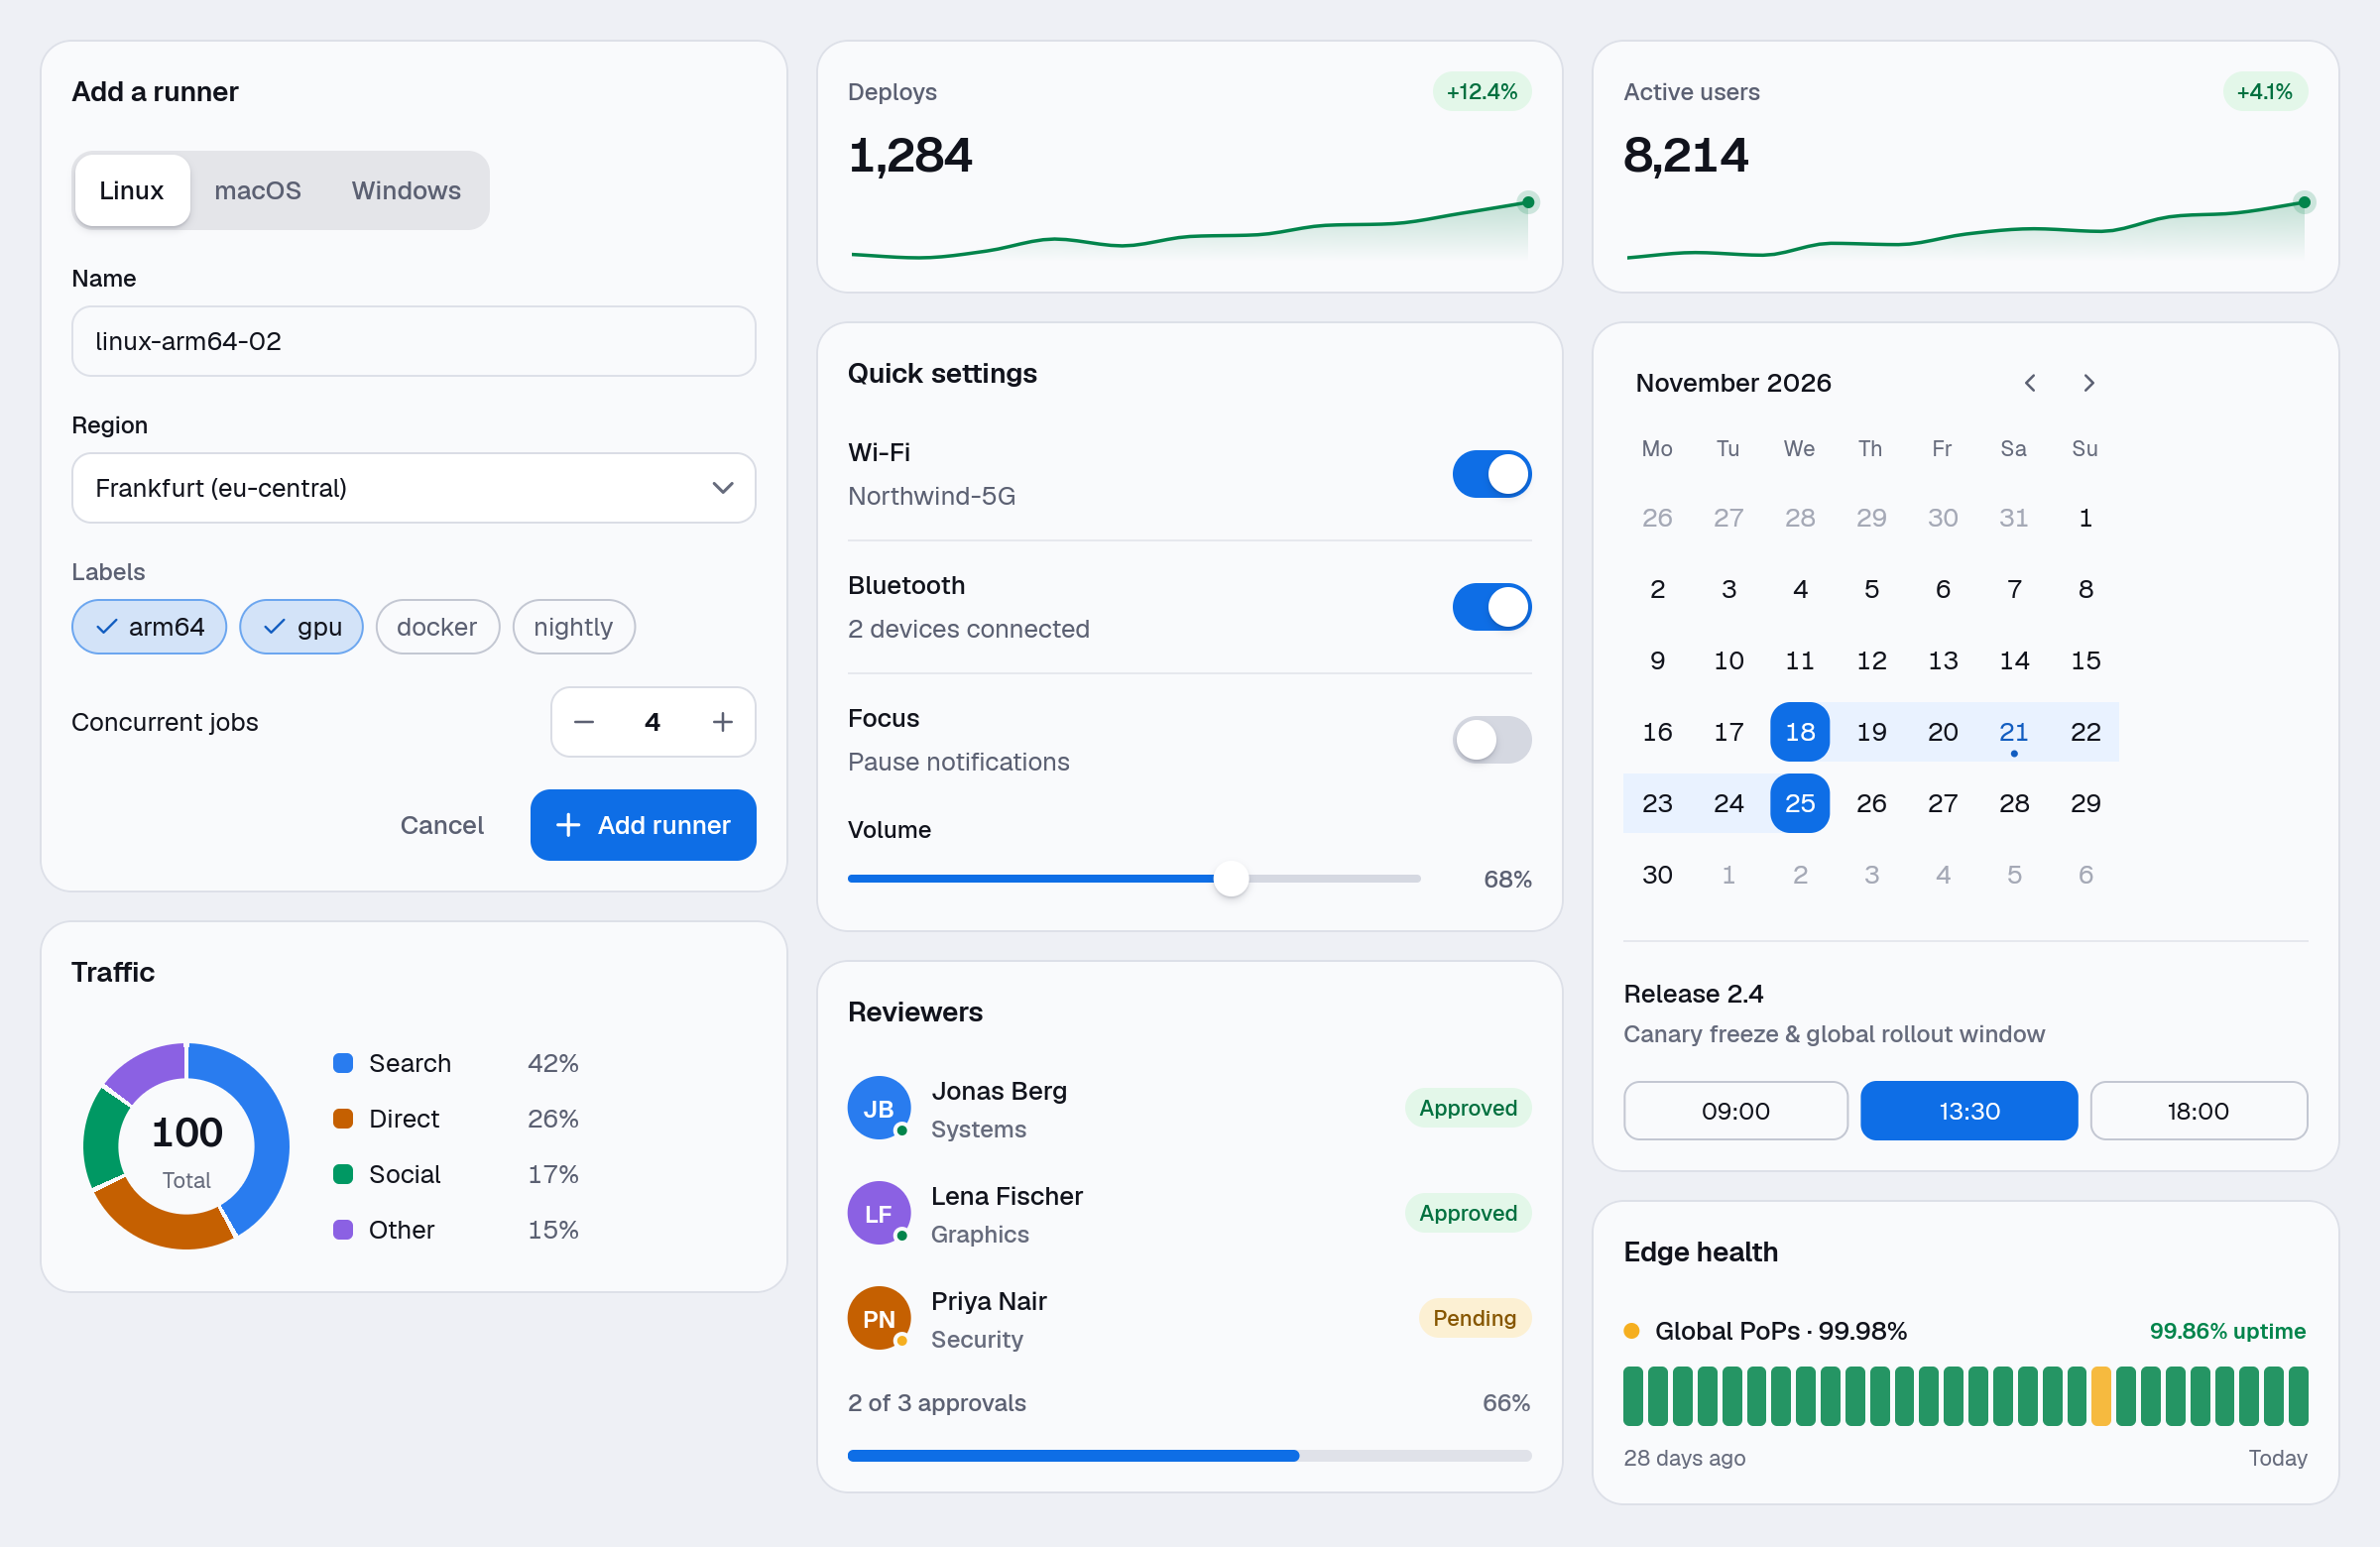 Add a runner
Linux macOS Windows
Name
linux-arm64-02
Region
Frankfurt (eu-central)
Labels
arm64 gpu docker nightly
Concurrent jobs 4
Cancel Add runner
Traffic
100
Total
Search 42%
Direct 26%
Social 17%
Other 15%
Deploys +12.4%
1,284
Quick settings
Wi-Fi
Northwind-5G
Bluetooth
2 devices connected
Focus
Pause notifications
Volume
68%
Reviewers
JB Jonas Berg
Systems
Approved
LF Lena Fischer
Graphics
Approved
PN Priya Nair
Security
Pending
2 of 3 approvals 66%
Active users +4.1%
8,214
November 2026
Mo Tu We Th Fr Sa Su
26 27 28 29 30 31 1
2 3 4 5 6 7 8
9 10 11 12 13 14 15
16 17 18 19 20 21 22
23 24 25 26 27 28 29
30 1 2 3 4 5 6
Release 2.4
Canary freeze & global rollout window
09:00 13:30 18:00
Edge health
Global PoPs · 99.98% 99.86% uptime
28 days ago Today